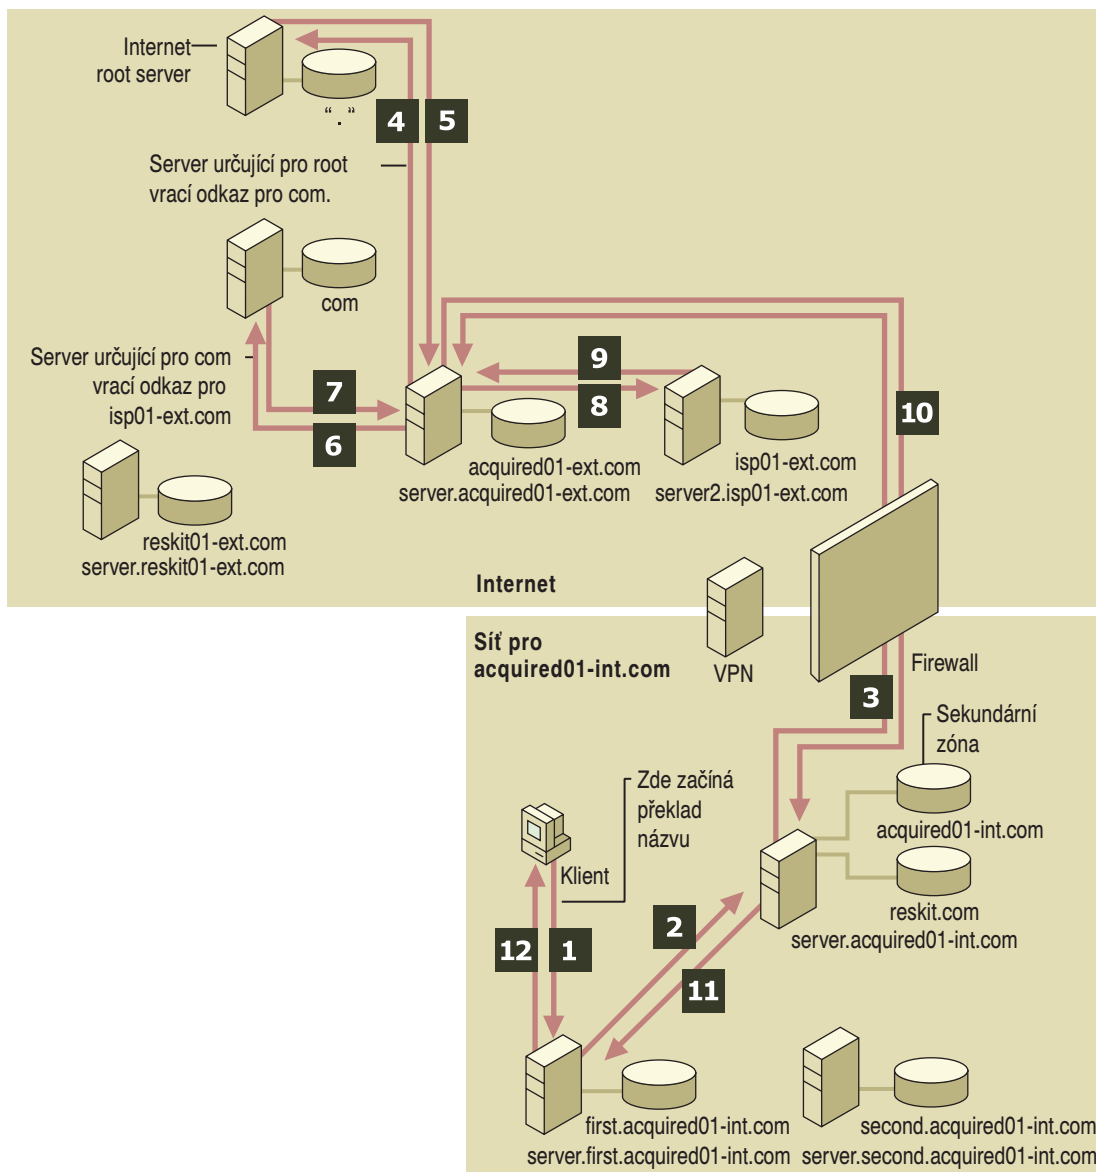 Internet
root server
“.”
4
5
Server určující pro root
vrací odkaz pro com.
com
Server určující pro com
vrací odkaz pro
isp01-ext.com
7
6
9
8
10
acquired01-ext.com
server.acquired01-ext.com
isp01-ext.com
server2.isp01-ext.com
reskit01-ext.com
server.reskit01-ext.com
Internet
Síť pro
acquired01-int.com
VPN
Firewall
3
Sekundární
zóna
acquired01-int.com
reskit.com
server.acquired01-int.com
Zde začíná
překlad
názvu
Klient
2
12
1
11
first.acquired01-int.com
server.first.acquired01-int.com
second.acquired01-int.com
server.second.acquired01-int.com